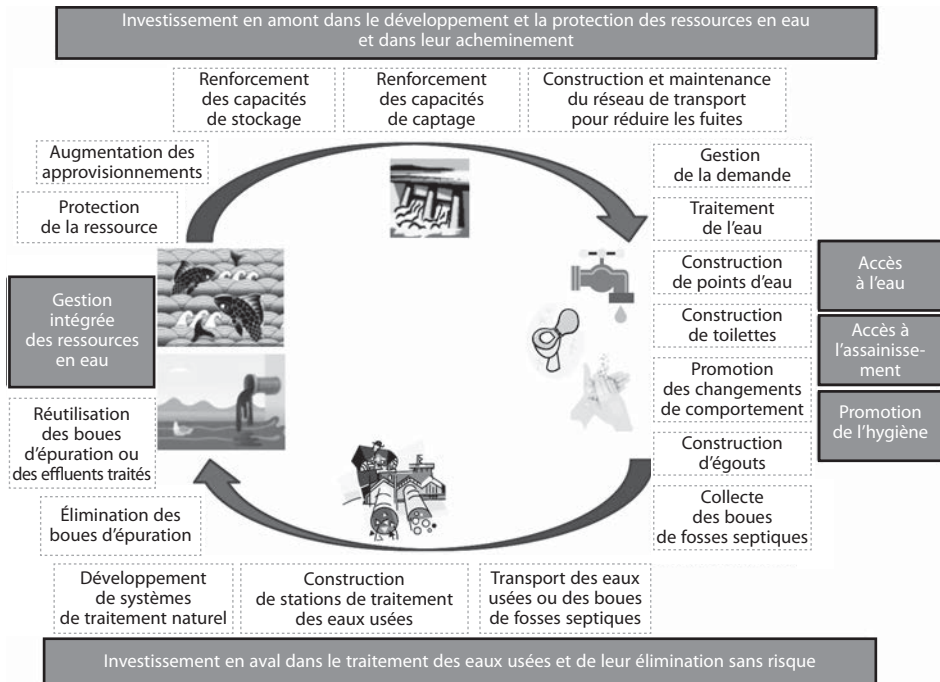 Investissement en amont dans le développement et la protection des ressources en eau
et dans leur acheminement
Renforcement
des capacités
de stockage
Renforcement
des capacités
de captage
Construction et maintenance
du réseau de transport
pour réduire les fuites
Augmentation des
approvisionnements
Protection
de la ressource
Gestion
de la demande
Traitement
de l'eau
Construction
de points d'eau
Construction
de toilettes
Promotion
des changements
de comportement
Construction
d'égouts
Collecte
des boues
de fosses septiques
Accès
à l'eau
Accès à
l'assainisse-
ment
Promotion
de l'hygiène
Gestion
intégrée
des ressources
en eau
Réutilisation
des boues
d'épuration ou
des effluents traités
Élimination des
boues d'épuration
Développement
de systèmes
de traitement naturel
Construction
de stations de traitement
des eaux usées
Transport des eaux
usées ou des boues
de fosses septiques
Investissement en aval dans le traitement des eaux usées et de leur élimination sans risque